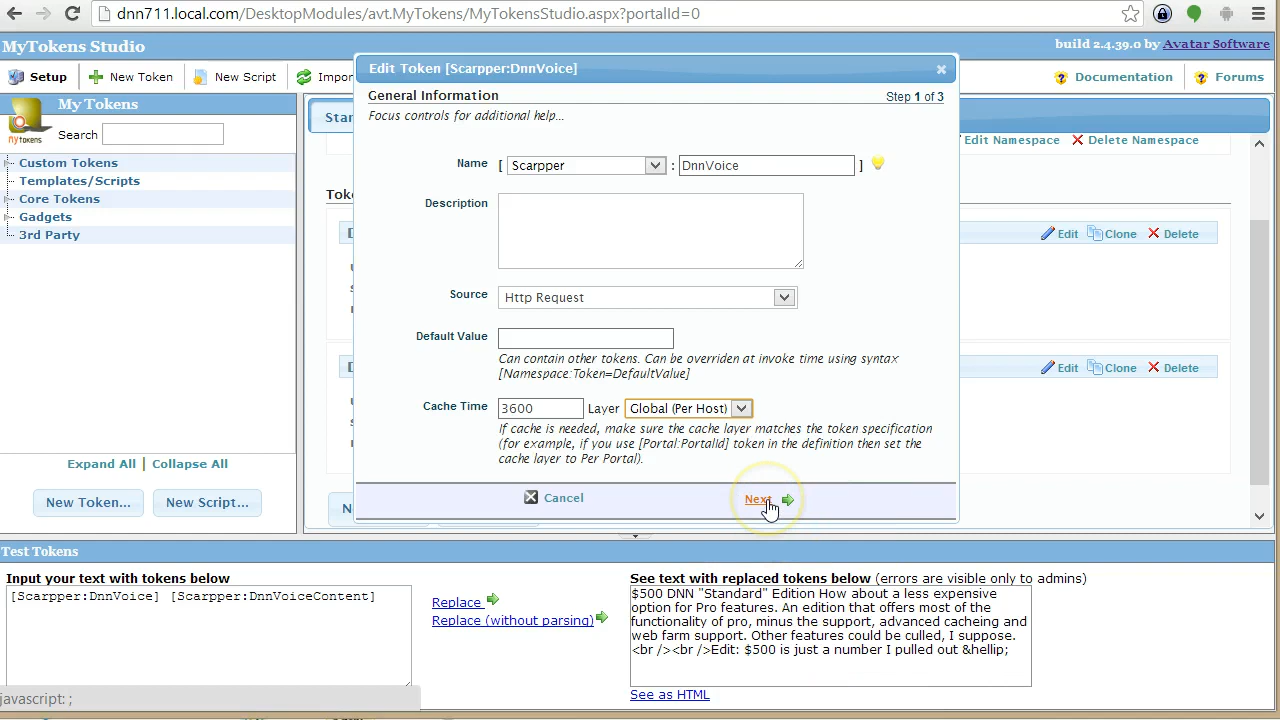 dnn711.local.com/DesktopModules/avt.MyTokens/MyTokensStudio.aspx?portalId=0
MyTokens Studio
build 2.4.39.0 by Avatar Software
Setup
New Token
New Script
Impor
Documentation
Forums
My Tokens
my tokens
Search
Custom Tokens
Templates/Scripts
Core Tokens
Gadgets
3rd Party
Expand All | Collapse All
New Token...
New Script...
Star
Edit Namespace
Delete Namespace
Toke
Edit
Clone
Delete
Edit
Clone
Delete
Edit Token [Scarpper:DnnVoice]
General Information
Step 1 of 3
Focus controls for additional help...
Name [ Scarpper : DnnVoice ]
Description
Source Http Request
Default Value
Can contain other tokens. Can be overriden at invoke time using syntax
[Namespace:Token=DefaultValue]
Cache Time 3600 Layer Global (Per Host)
If cache is needed, make sure the cache layer matches the token specification
(for example, if you use [Portal:PortalId] token in the definition then set the
cache layer to Per Portal).
Cancel
Next
Test Tokens
Input your text with tokens below
[Scarpper:DnnVoice] [Scarpper:DnnVoiceContent]
Replace
Replace (without parsing)
See text with replaced tokens below (errors are visible only to admins)
$500 DNN "Standard" Edition How about a less expensive
option for Pro features. An edition that offers most of the
functionality of pro, minus the support, advanced cacheing and
web farm support. Other features could be culled, I suppose.
<br /><br />Edit: $500 is just a number I pulled out &hellip;
See as HTML
javascript: ;